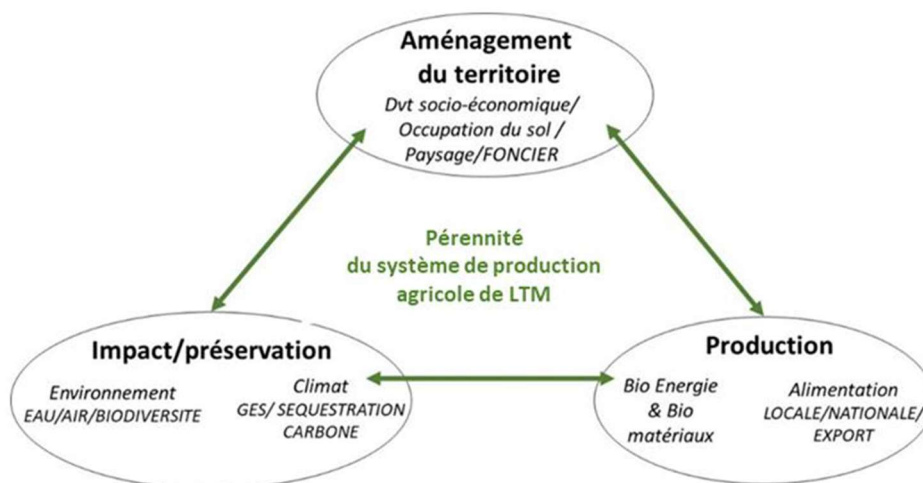 Aménagement
du territoire
Dvt socio-économique/
Occupation du sol /
Paysage/FONCIER
Pérennité
du système de production
agricole de LTM
Impact/préservation
Environnement
EAU/AIR/BIODIVERSITE
Climat
GES/ SEQUESTRATION
CARBONE
Production
Bio Energie
& Bio
matériaux
Alimentation
LOCALE/NATIONALE/
EXPORT